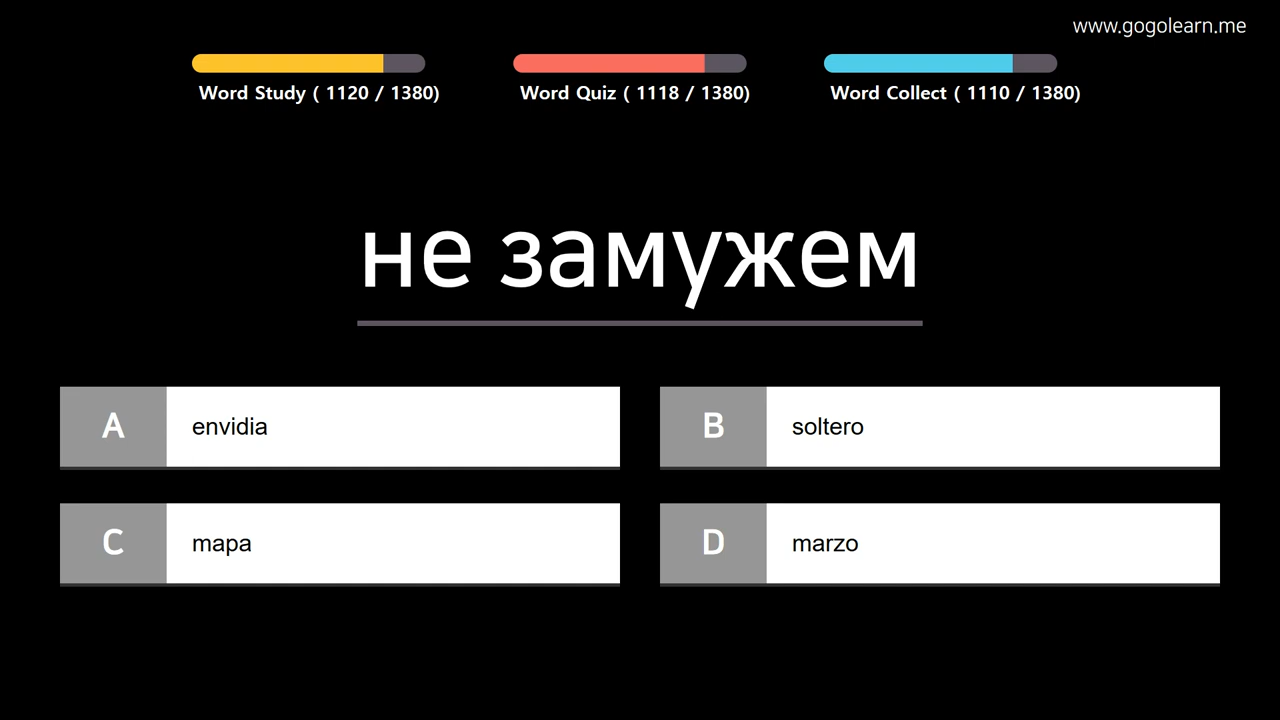 www.gogolearn.me
Word Study ( 1120 / 1380)
Word Quiz ( 1118 / 1380)
Word Collect ( 1110 / 1380)
не замужем
A envidia
B soltero
C mapa
D marzo